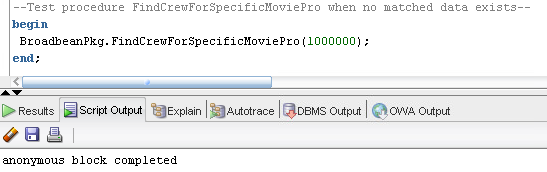 --Test procedure FindCrewForSpecificMoviePro when no matched data exists--
begin
BroadbeanPkg.FindCrewForSpecificMoviePro(1000000);
end;
Results Script Output Explain Autotrace DBMS Output OWA Output
anonymous block completed